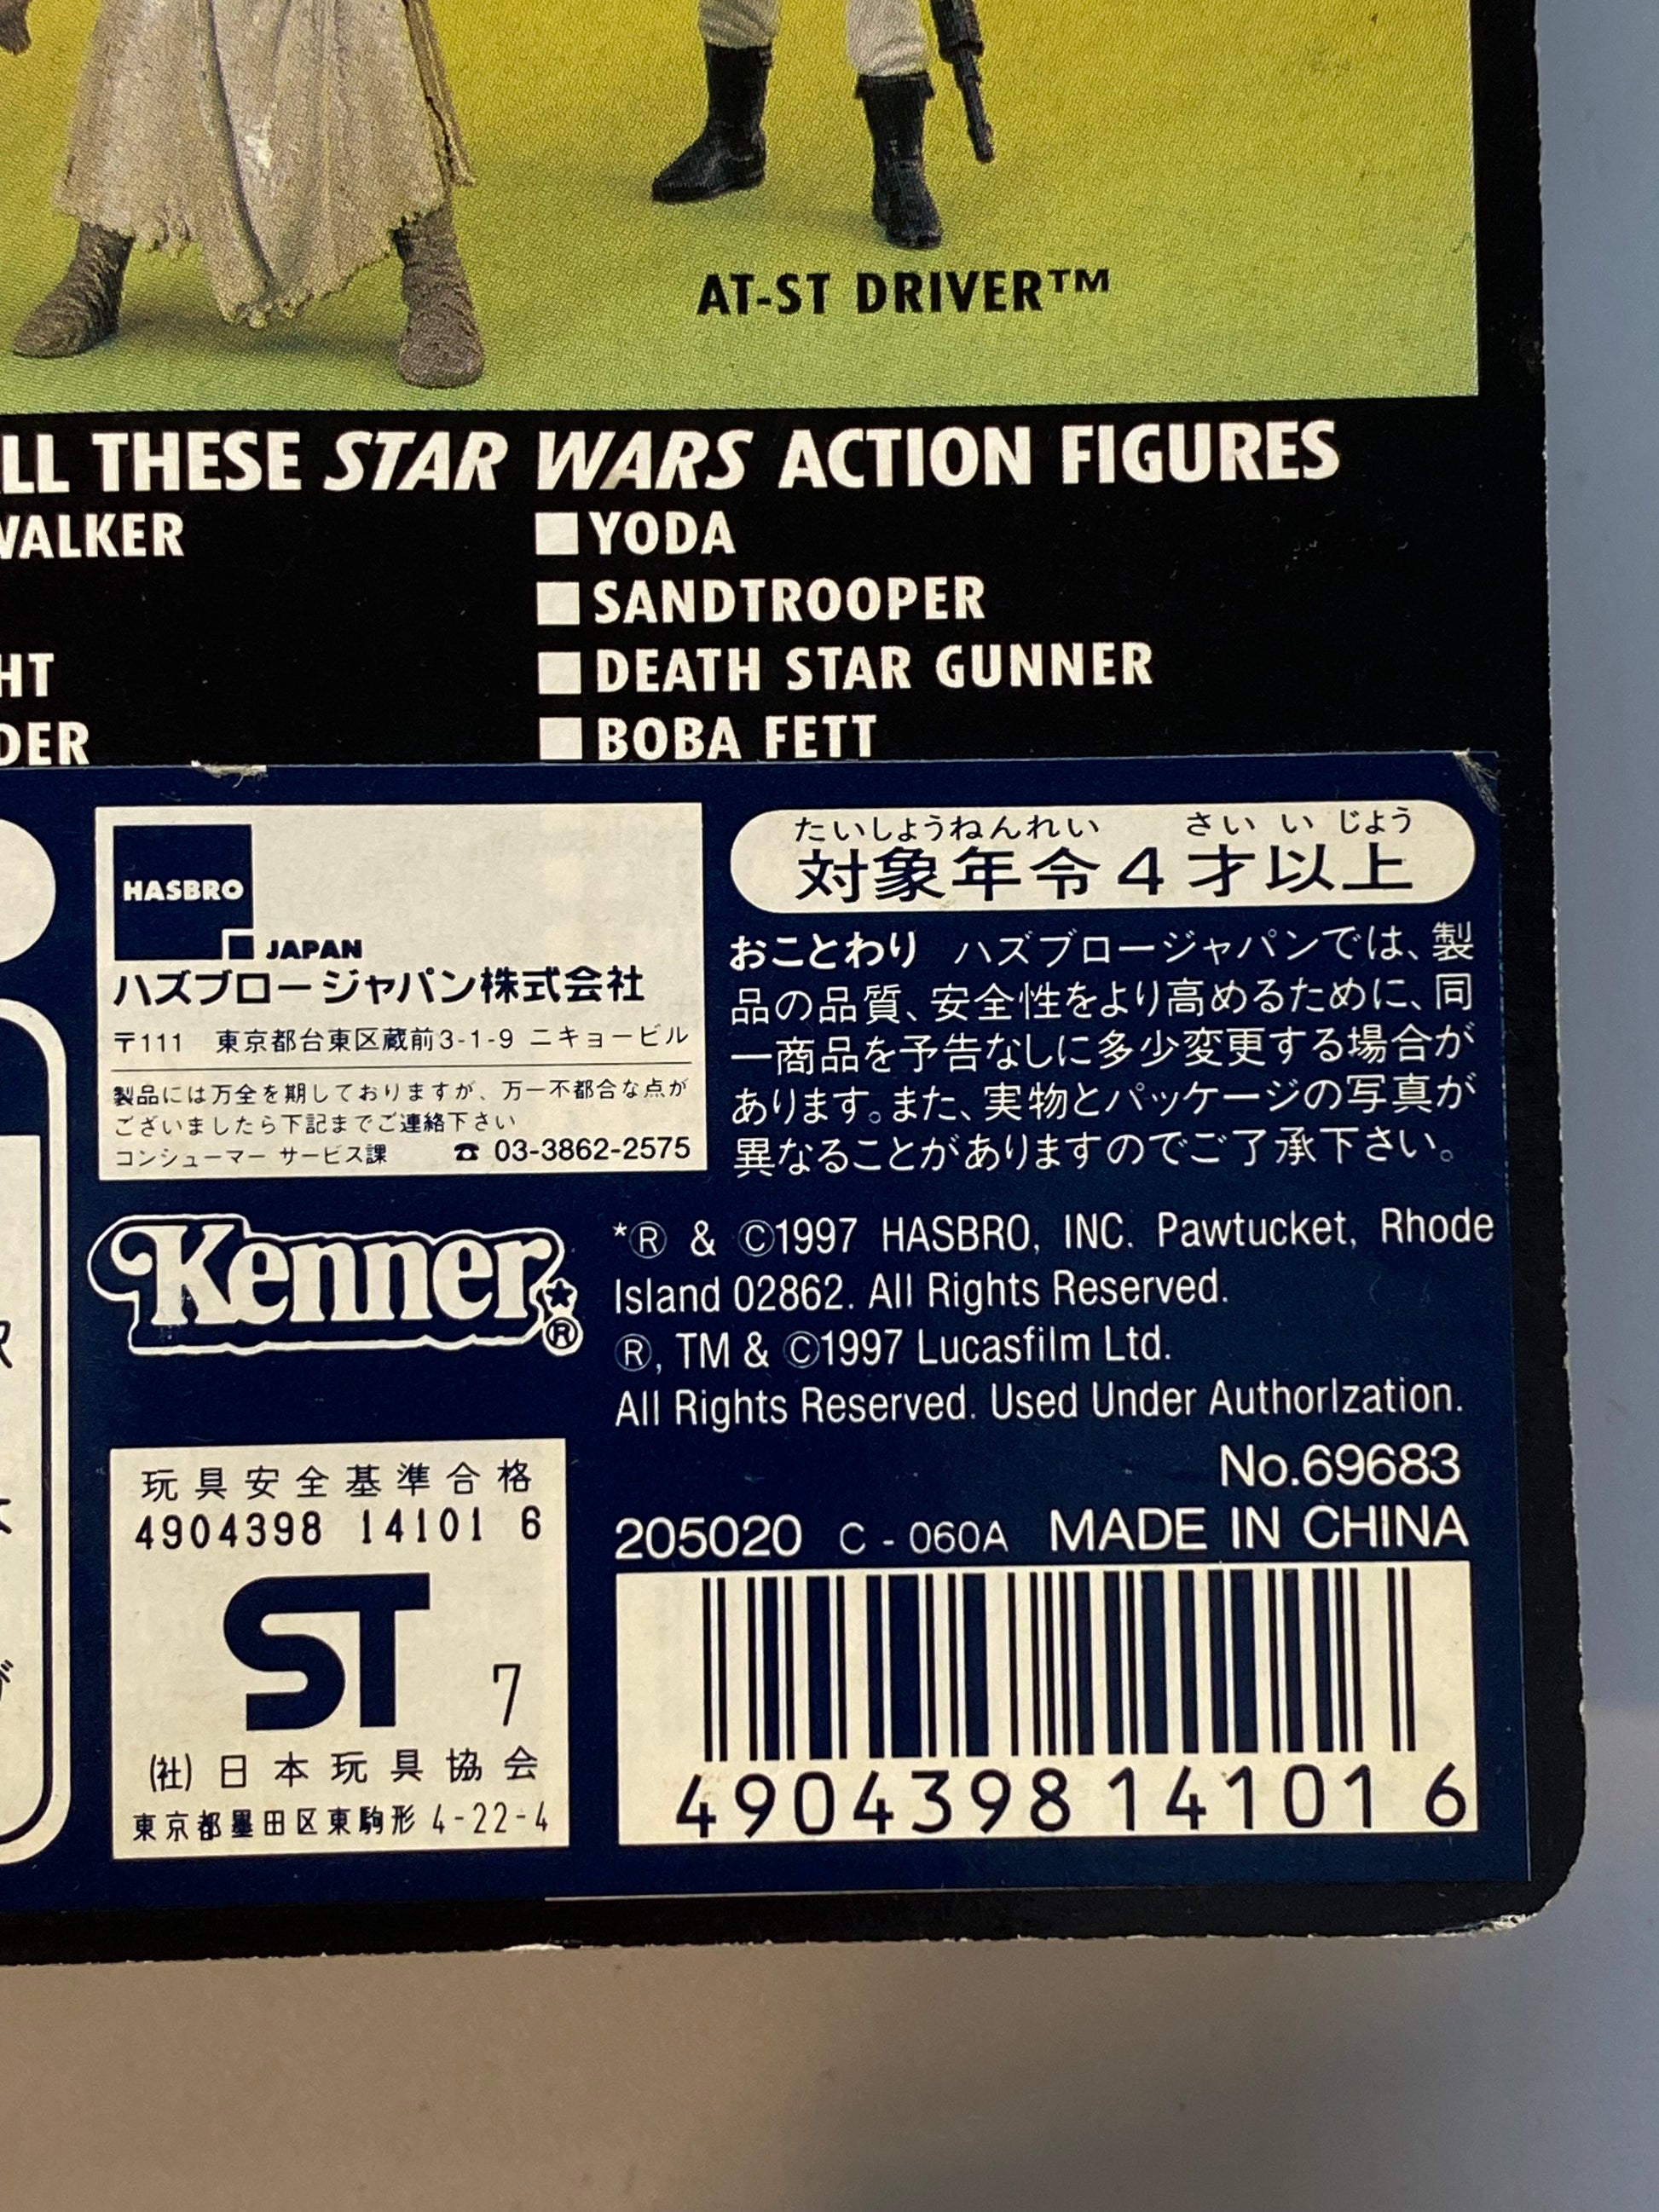 AT-ST DRIVER™
ALL THESE STAR WARS ACTION FIGURES
WALKER
HT
DER
YODA
SANDTROOPER
DEATH STAR GUNNER
BOBA FETT
HASBRO
JAPAN
ハズブロージャパン株式会社
〒111 東京都台東区蔵前3-1-9 ニキョービル
製品には万全を期しておりますが、万一不都合な点が
ございましたら下記までご連絡下さい
コンシューマー サービス課 ☎ 03-3862-2575
たいしょうねんれい さい い じょう
対象年令4才以上
おことわり ハズブロージャパンでは、製
品の品質、安全性をより高めるために、同
一商品を予告なしに多少変更する場合が
あります。また、実物とパッケージの写真が
異なることがありますのでご了承下さい。
Kenner®
*® & ©1997 HASBRO, INC. Pawtucket, Rhode
Island 02862. All Rights Reserved.
®, TM & ©1997 Lucasfilm Ltd.
All Rights Reserved. Used Under AuthorIzation.
No.69683
205020 C-060A MADE IN CHINA
4904398141016
玩具安全基準合格
4904398 14101 6
ST 7
(社)日本玩具協会
東京都墨田区東駒形4-22-4